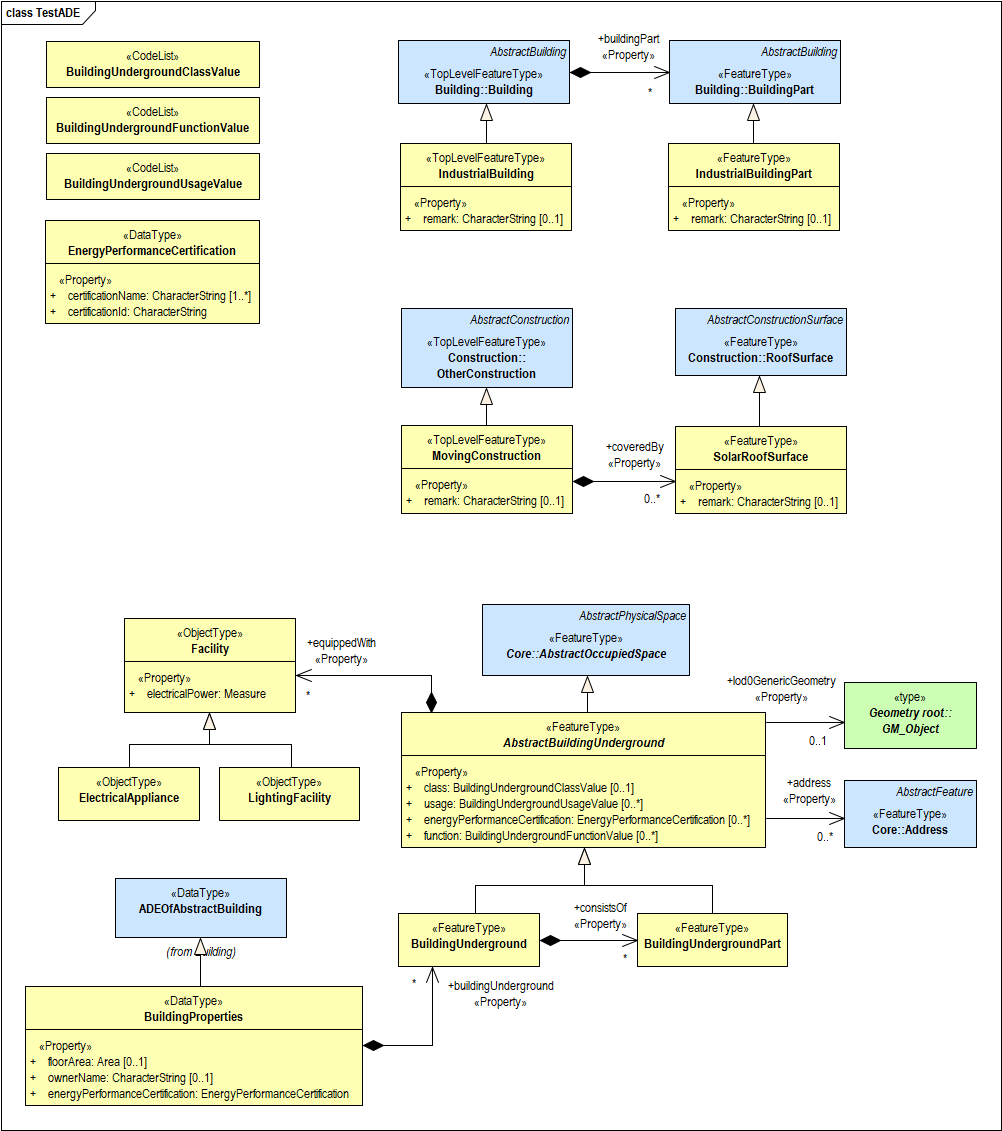 class TestADE
«CodeList»
BuildingUndergroundClassValue
«CodeList»
BuildingUndergroundFunctionValue
«CodeList»
BuildingUndergroundUsageValue
«DataType»
EnergyPerformanceCertification
«Property»
+ certificationName: CharacterString [1..*]
+ certificationId: CharacterString
AbstractBuilding
«TopLevelFeatureType»
Building::Building
+buildingPart
«Property»
*
AbstractBuilding
«FeatureType»
Building::BuildingPart
«TopLevelFeatureType»
IndustrialBuilding
«Property»
+ remark: CharacterString [0..1]
«FeatureType»
IndustrialBuildingPart
«Property»
+ remark: CharacterString [0..1]
AbstractConstruction
«TopLevelFeatureType»
Construction::
OtherConstruction
AbstractConstructionSurface
«FeatureType»
Construction::RoofSurface
«TopLevelFeatureType»
MovingConstruction
«Property»
+ remark: CharacterString [0..1]
+coveredBy
«Property»
0..*
«FeatureType»
SolarRoofSurface
«Property»
+ remark: CharacterString [0..1]
«ObjectType»
Facility
«Property»
+ electricalPower: Measure
+equippedWith
«Property»
*
AbstractPhysicalSpace
«FeatureType»
Core::AbstractOccupiedSpace
+lod0GenericGeometry
«Property»
0..1
«type»
Geometry root::
GM_Object
«FeatureType»
AbstractBuildingUnderground
«Property»
+ class: BuildingUndergroundClassValue [0..1]
+ usage: BuildingUndergroundUsageValue [0..*]
+ energyPerformanceCertification: EnergyPerformanceCertification [0..*]
+ function: BuildingUndergroundFunctionValue [0..*]
«ObjectType»
ElectricalAppliance
«ObjectType»
LightingFacility
+address
«Property»
0..*
AbstractFeature
«FeatureType»
Core::Address
«DataType»
ADEOfAbstractBuilding
(from Building)
«FeatureType»
BuildingUnderground
+consistsOf
«Property»
*
«FeatureType»
BuildingUndergroundPart
*
+buildingUnderground
«Property»
«DataType»
BuildingProperties
«Property»
+ floorArea: Area [0..1]
+ ownerName: CharacterString [0..1]
+ energyPerformanceCertification: EnergyPerformanceCertification